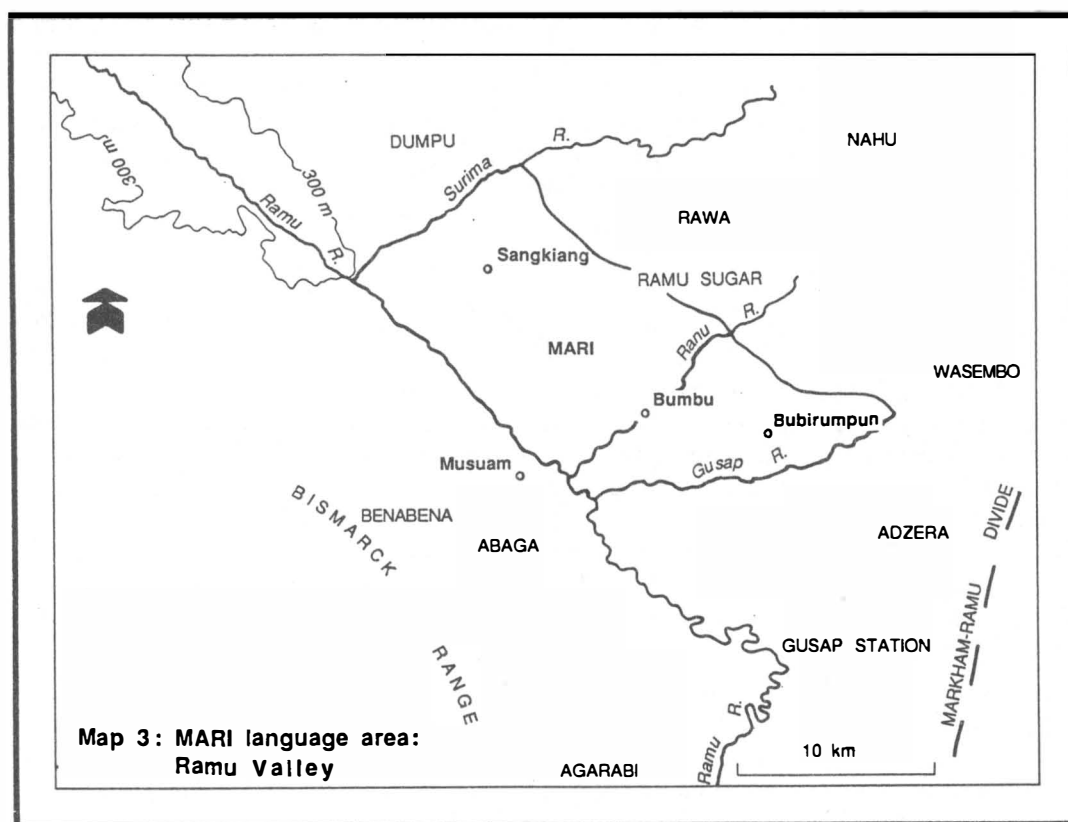 DUMPU
R.
NAHU
300 m
Surima
300 m
Ramu
R.
RAWA
Sangkiang
RAMU SUGAR
R.
Ranu
MARI
WASEMBO
Bumbu
Bubirumpun
Musuam
Gusap
R.
BISMARCK
RANGE
BENABENA
ABAGA
ADZERA
MARKHAM-RAMU DIVIDE
GUSAP STATION
Ramu
R.
AGARABI
10 km
Map 3: MARI language area:
Ramu Valley